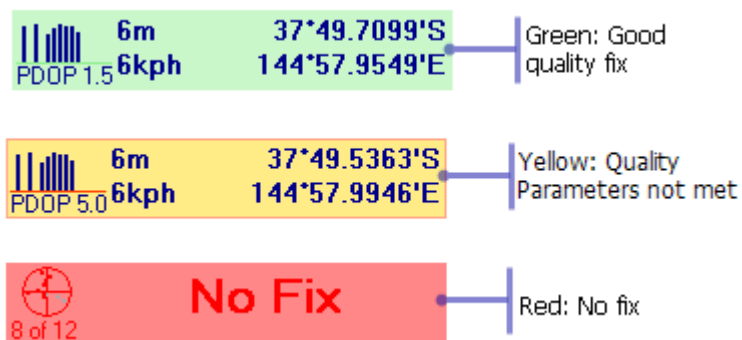 6m 37°49.7099'S
PDOP 1.5 6kph 144°57.9549'E
Green: Good
quality fix
6m 37°49.5363'S
PDOP 5.0 6kph 144°57.9946'E
Yellow: Quality
Parameters not met
No Fix
8 of 12
Red: No fix